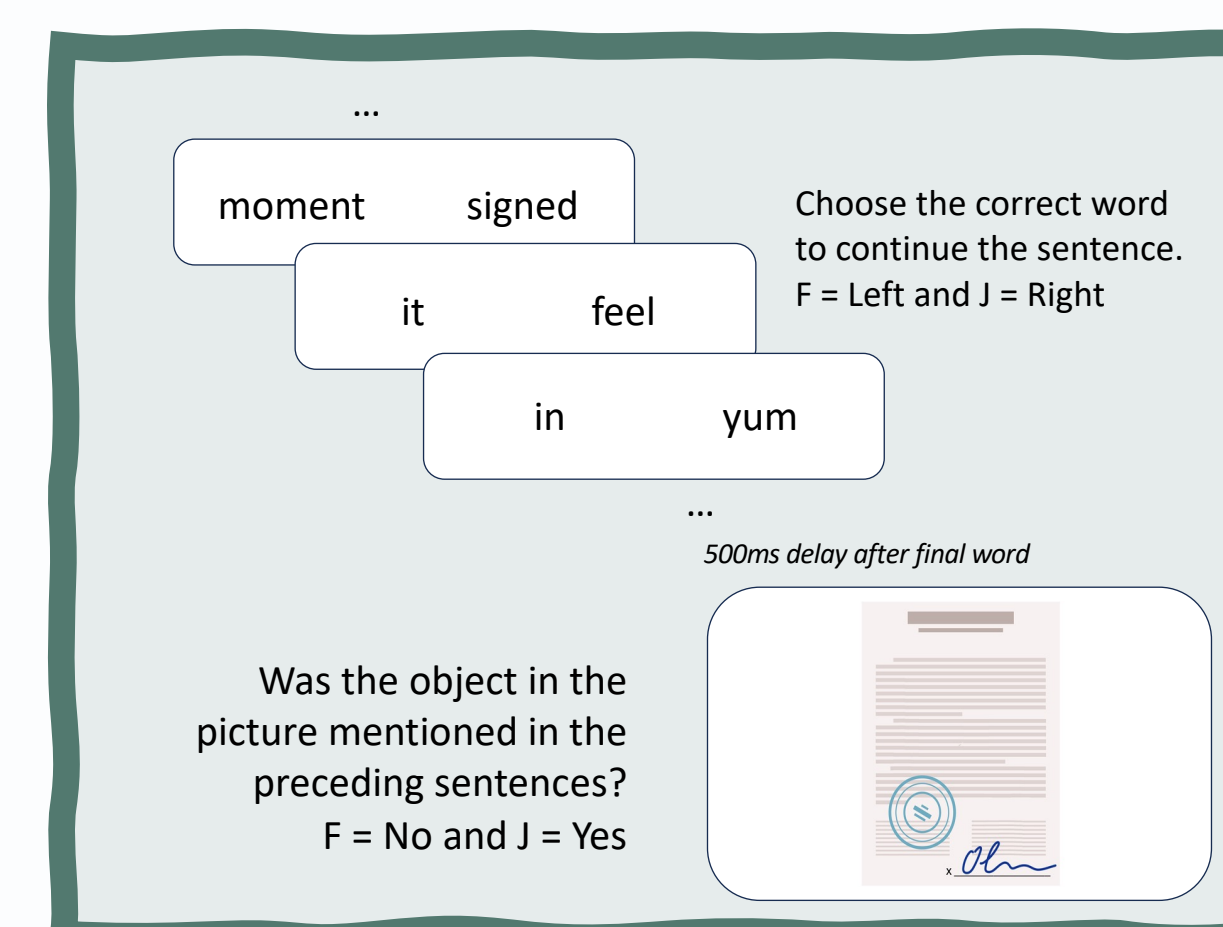 ...
moment signed
Choose the correct word
to continue the sentence.
F = Left and J = Right
it feel
in yum
...
500ms delay after final word
Was the object in the
picture mentioned in the
preceding sentences?
F = No and J = Yes
x